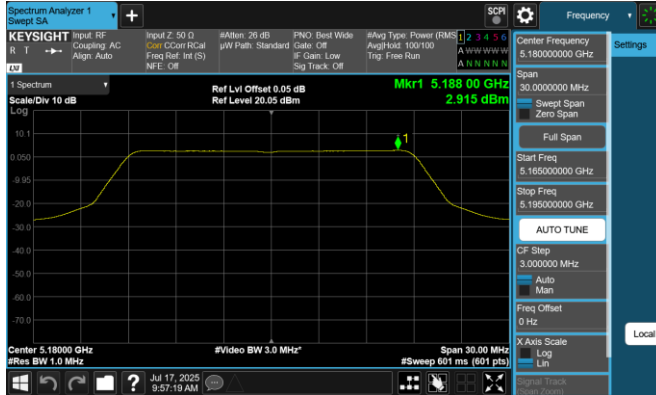 Spectrum Analyzer 1
Swept SA
+
SCPI
Frequency
KEYSIGHT
R T
LXI
Input: RF
Coupling: AC
Align: Auto
Input Z: 50 Ω
Corr CCorr RCal
Freq Ref: Int (S)
NFE: Off
#Atten: 26 dB
µW Path: Standard
PNO: Best Wide
Gate: Off
IF Gain: Low
Sig Track: Off
#Avg Type: Power (RMS
Avg|Hold: 100/100
Trig: Free Run
1 2 3 4 5 6
A W W W W W
A N N N N N
1 Spectrum
Scale/Div 10 dB
Log
Ref Lvl Offset 0.05 dB
Ref Level 20.05 dBm
Mkr1 5.188 00 GHz
2.915 dBm
10.1
0.050
-9.95
-20.0
-30.0
-40.0
-50.0
-60.0
-70.0
1
Center 5.18000 GHz
#Res BW 1.0 MHz
#Video BW 3.0 MHz*
Span 30.00 MHz
#Sweep 601 ms (601 pts)
Jul 17, 2025
9:57:19 AM
?
Center Frequency
5.180000000 GHz
Span
30.0000000 MHz
Swept Span
Zero Span
Full Span
Start Freq
5.165000000 GHz
Stop Freq
5.195000000 GHz
AUTO TUNE
CF Step
3.000000 MHz
Auto
Man
Freq Offset
0 Hz
X Axis Scale
Log
Lin
Signal Track
(Span Zoom)
Settings
Local